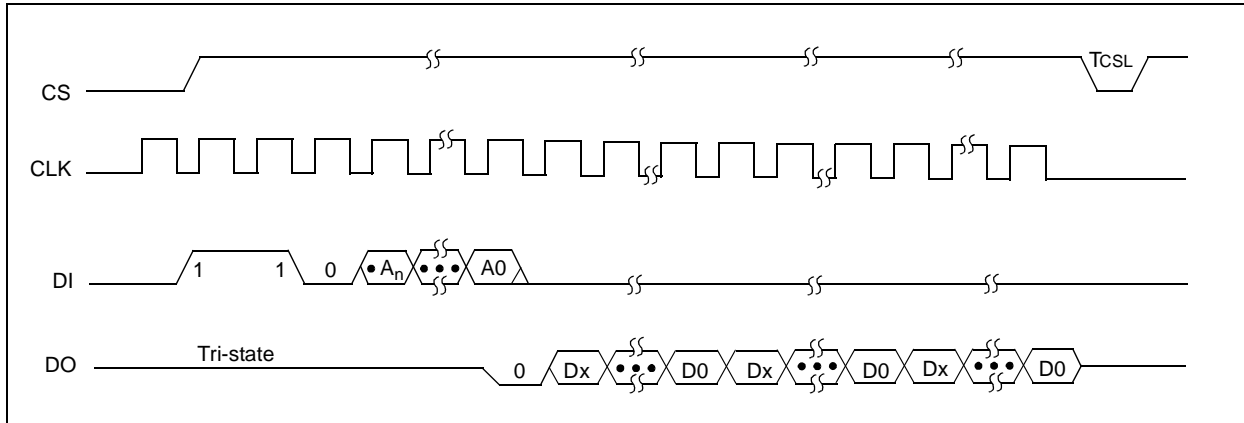 CS
TCSL
CLK
DI
1 1 0 • An • • • A0
DO
Tri-state
0 Dx • • • D0 Dx • • • D0 Dx • • • D0